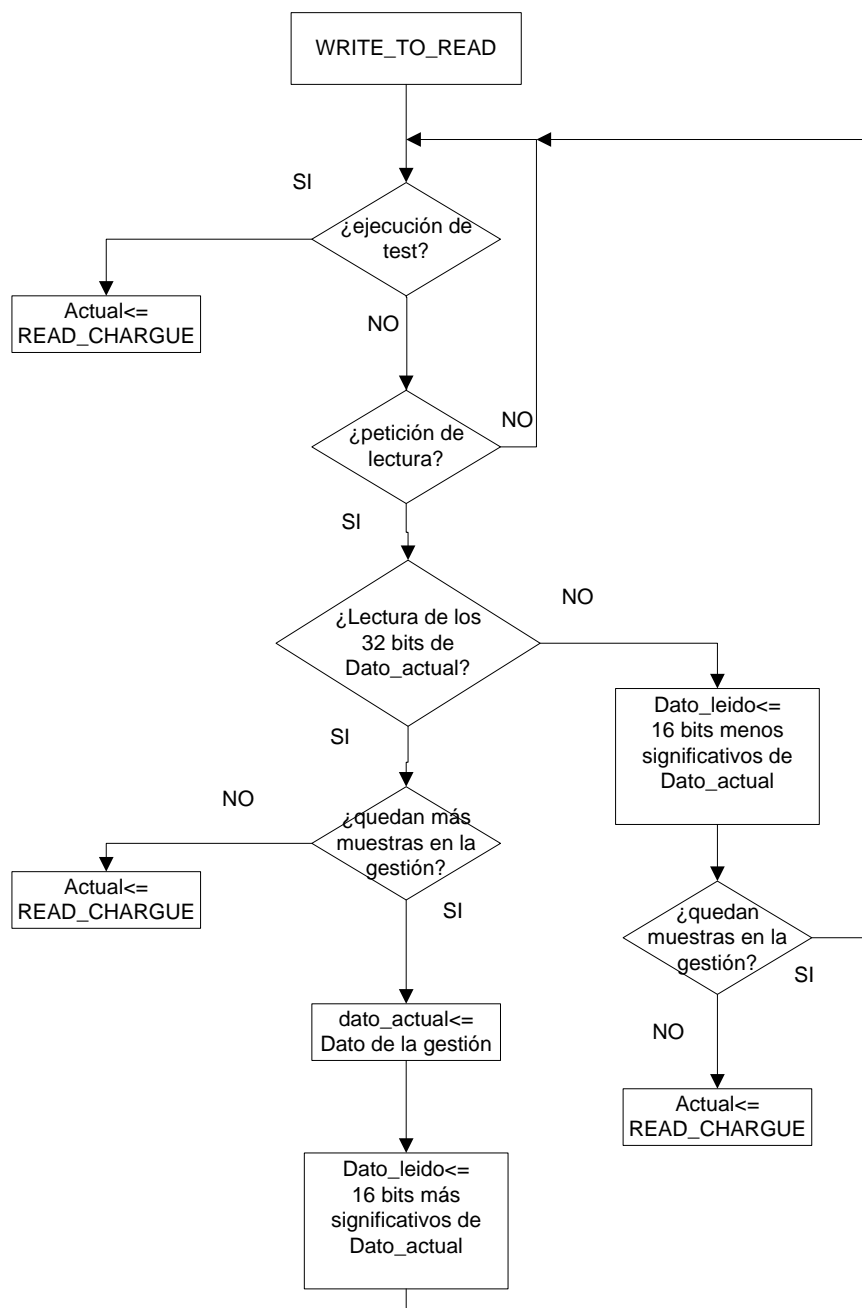 WRITE_TO_READ
SI
¿ejecución de
test?
Actual<=
READ_CHARGUE
NO
¿petición de
lectura?
NO
SI
¿Lectura de los
32 bits de
Dato_actual?
NO
SI
Dato_leido<=
16 bits menos
significativos de
Dato_actual
NO
¿quedan más
muestras en la
gestión?
Actual<=
READ_CHARGUE
SI
¿quedan
muestras en la
gestión?
SI
NO
dato_actual<=
Dato de la gestión
Actual<=
READ_CHARGUE
Dato_leido<=
16 bits más
significativos de
Dato_actual